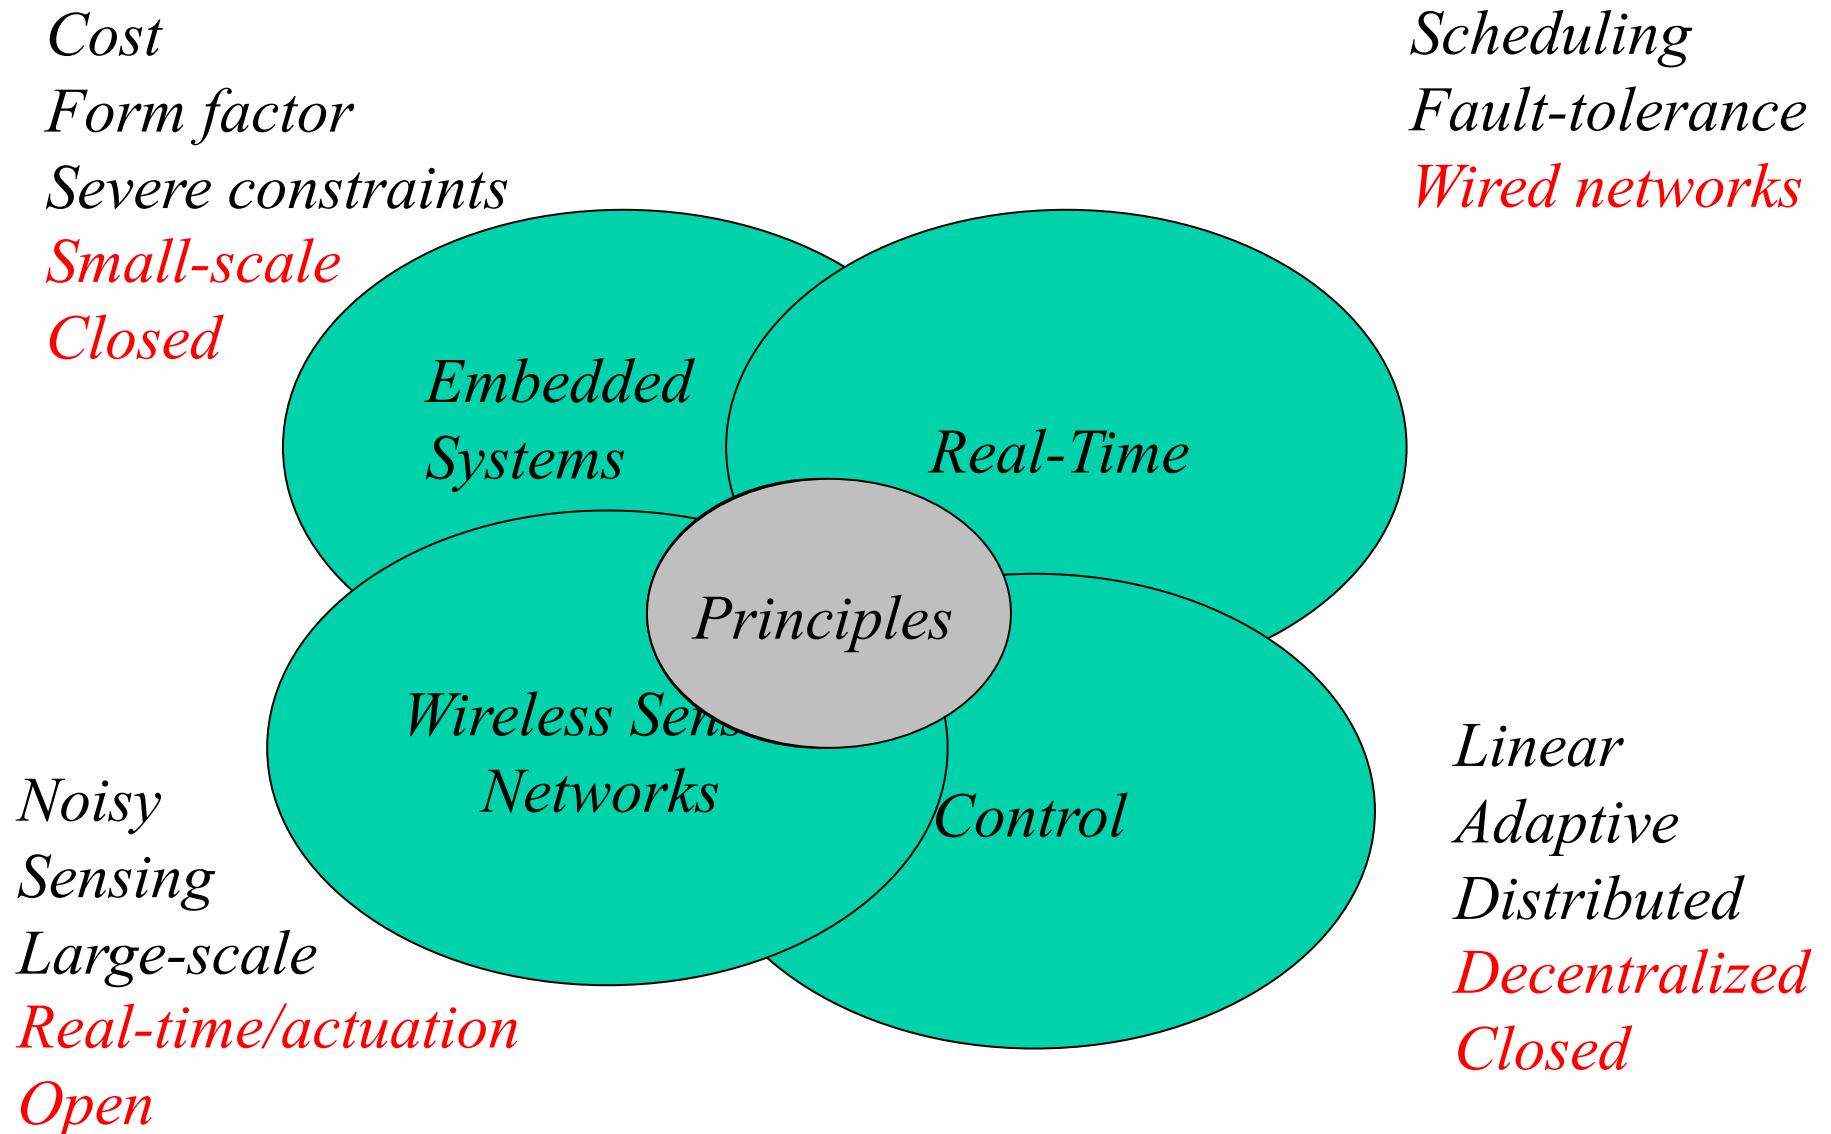 Cost
Form factor
Severe constraints
Small-scale
Closed
Scheduling
Fault-tolerance
Wired networks
Embedded
Systems
Real-Time
Principles
Wireless Sens
Networks
Control
Noisy
Sensing
Large-scale
Real-time/actuation
Open
Linear
Adaptive
Distributed
Decentralized
Closed